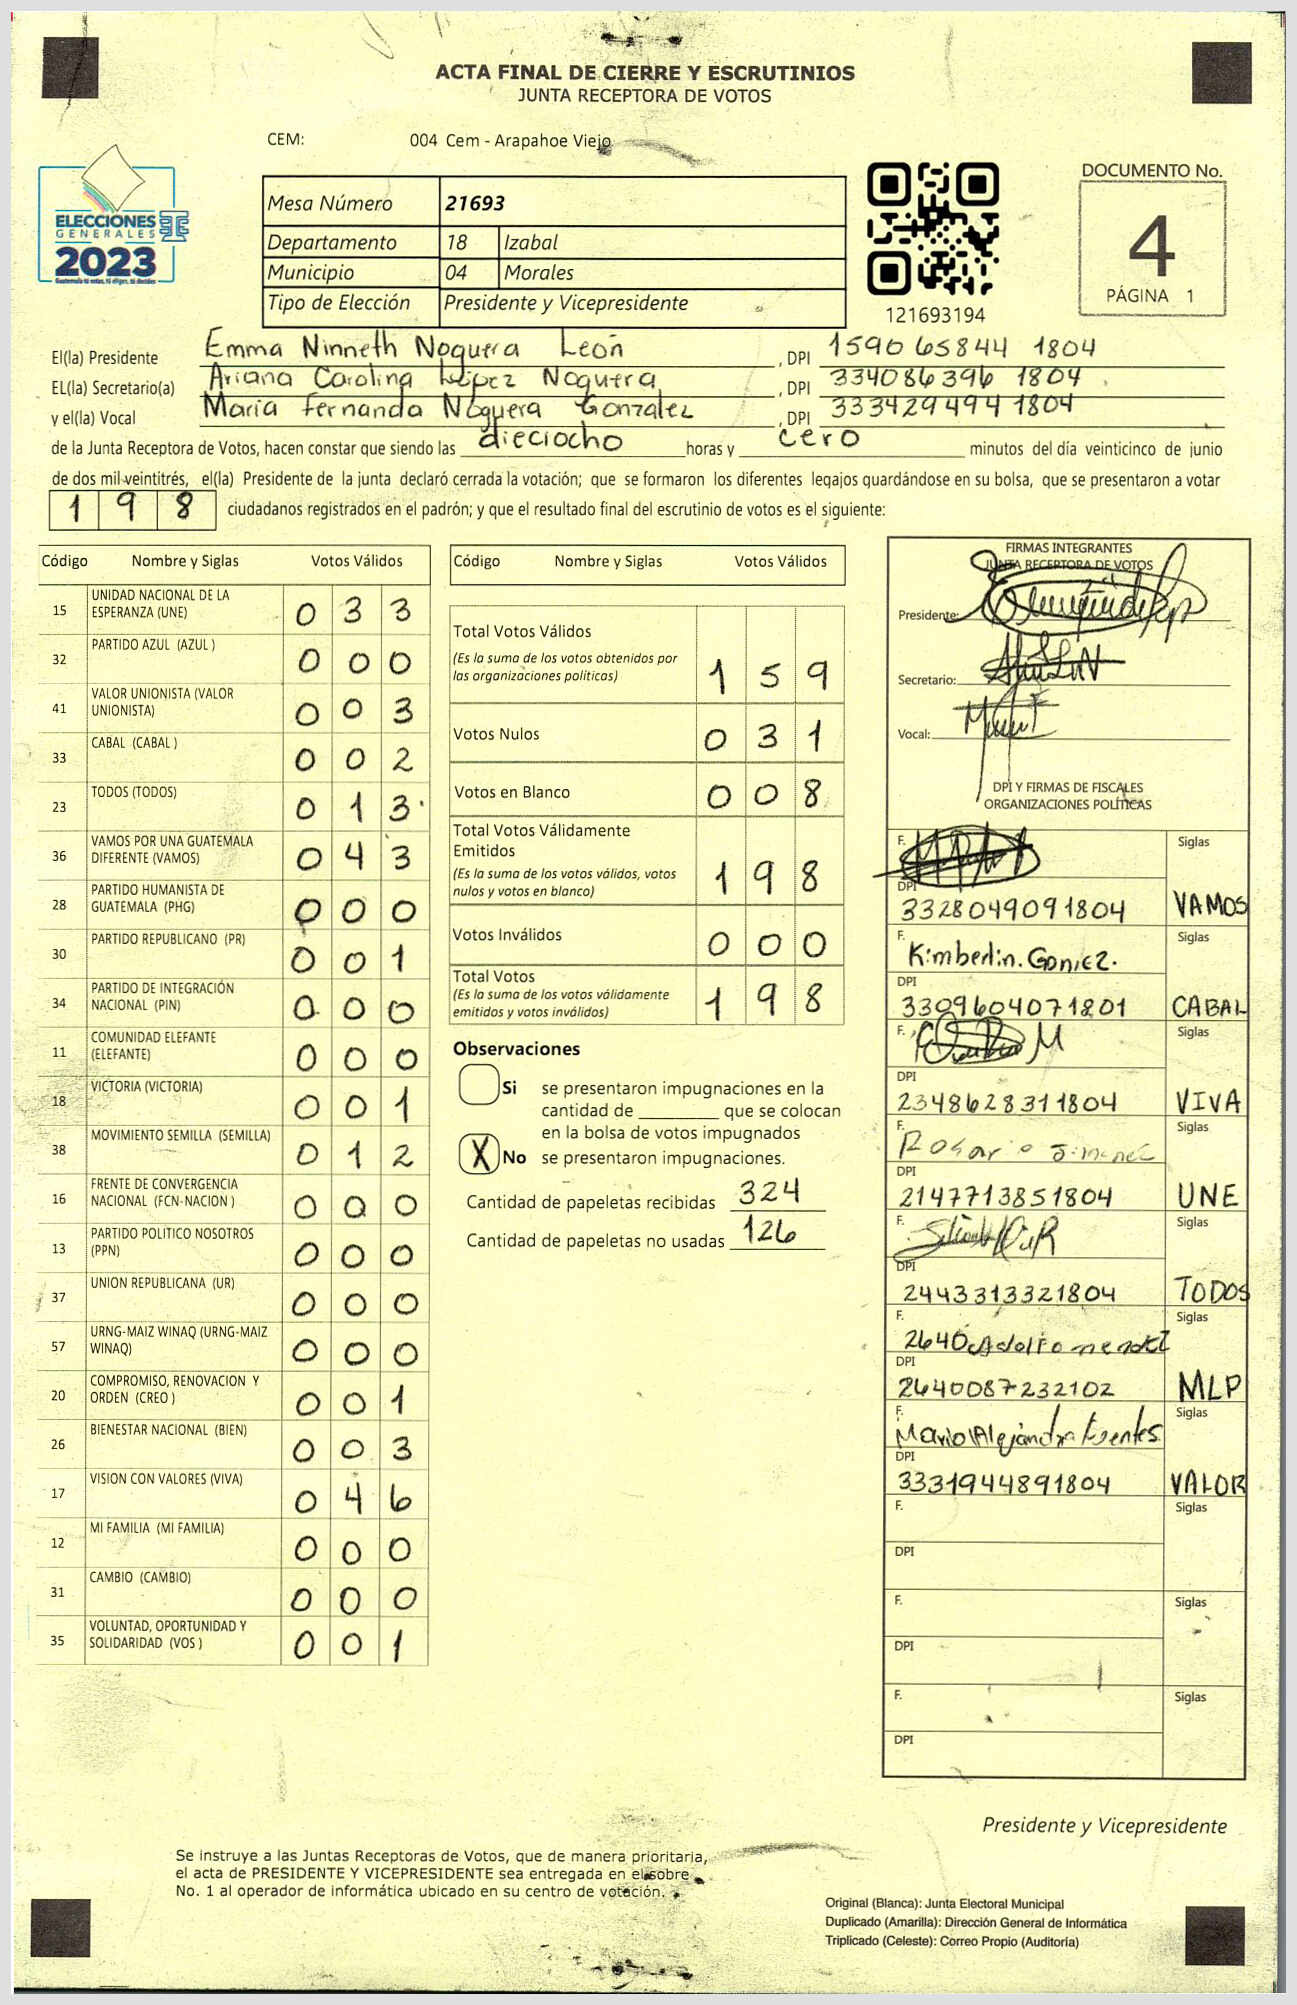 ACTA FINAL DE CIERRE Y ESCRUTINIOS
JUNTA RECEPTORA DE VOTOS
CEM: 004 Cem - Arapahoe Viejo
ELECCIONES
GENERALES
2023
Guatemala tú votas, tú eliges, tú decides
Mesa Número 21693
Departamento 18 Izabal
Municipio 04 Morales
Tipo de Elección Presidente y Vicepresidente
121693194
DOCUMENTO No.
4
PÁGINA 1
El(la) Presidente Emma Ninneth Noguera León , DPI 1590 65844 1804
EL(la) Secretario(a) Ariana Carolina López Noguera , DPI 334086396 1804
y el(la) Vocal María Fernanda Noguera Gonzalez , DPI 333429494 1804
de la Junta Receptora de Votos, hacen constar que siendo las dieciocho horas y cero minutos del día veinticinco de junio
de dos mil veintitrés, el(la) Presidente de la junta declaró cerrada la votación; que se formaron los diferentes legajos guardándose en su bolsa, que se presentaron a votar
198 ciudadanos registrados en el padrón; y que el resultado final del escrutinio de votos es el siguiente:
Código Nombre y Siglas Votos Válidos
15 UNIDAD NACIONAL DE LA ESPERANZA (UNE) 0 3 3
32 PARTIDO AZUL (AZUL ) 0 0 0
41 VALOR UNIONISTA (VALOR UNIONISTA) 0 0 3
33 CABAL (CABAL ) 0 0 2
23 TODOS (TODOS) 0 1 3
36 VAMOS POR UNA GUATEMALA DIFERENTE (VAMOS) 0 4 3
28 PARTIDO HUMANISTA DE GUATEMALA (PHG) 0 0 0
30 PARTIDO REPUBLICANO (PR) 0 0 1
34 PARTIDO DE INTEGRACIÓN NACIONAL (PIN) 0 0 0
11 COMUNIDAD ELEFANTE (ELEFANTE) 0 0 0
18 VICTORIA (VICTORIA) 0 0 1
38 MOVIMIENTO SEMILLA (SEMILLA) 0 1 2
16 FRENTE DE CONVERGENCIA NACIONAL (FCN-NACION ) 0 0 0
13 PARTIDO POLITICO NOSOTROS (PPN) 0 0 0
37 UNION REPUBLICANA (UR) 0 0 0
57 URNG-MAIZ WINAQ (URNG-MAIZ WINAQ) 0 0 0
20 COMPROMISO, RENOVACION Y ORDEN (CREO ) 0 0 1
26 BIENESTAR NACIONAL (BIEN) 0 0 3
17 VISION CON VALORES (VIVA) 0 4 6
12 MI FAMILIA (MI FAMILIA) 0 0 0
31 CAMBIO (CAMBIO) 0 0 0
35 VOLUNTAD, OPORTUNIDAD Y SOLIDARIDAD (VOS ) 0 0 1
Código Nombre y Siglas Votos Válidos
Total Votos Válidos 1 5 9
(Es la suma de los votos obtenidos por
las organizaciones políticas)
Votos Nulos 0 3 1
Votos en Blanco 0 0 8
Total Votos Válidamente
Emitidos 1 9 8
(Es la suma de los votos válidos, votos
nulos y votos en blanco)
Votos Inválidos 0 0 0
Total Votos 1 9 8
(Es la suma de los votos válidamente
emitidos y votos inválidos)
Observaciones
Si se presentaron impugnaciones en la
cantidad de ________ que se colocan
en la bolsa de votos impugnados
X No se presentaron impugnaciones.
Cantidad de papeletas recibidas 324
Cantidad de papeletas no usadas 126
FIRMAS INTEGRANTES
JUNTA RECEPTORA DE VOTOS
Presidente:
Secretario:
Vocal:
DPI Y FIRMAS DE FISCALES
ORGANIZACIONES POLÍTICAS
F. Siglas
DPI
3328049091804 VAMOS
F. Kimberlin. Gomez. Siglas
DPI
3309604071801 CABAL
F. Siglas
DPI
2348628311804 VIVA
F. Rosario Jimenez Siglas
DPI
2147713851804 UNE
F. Siglas
DPI
2443313321804 TODOS
F. 2640 Adolfo mendez Siglas
DPI
2640087232102 MLP
F. Maria Alejandra Fuentes Siglas
DPI
3331944891804 VALOR
F. Siglas
DPI
F. Siglas
DPI
F. Siglas
DPI
Presidente y Vicepresidente
Se instruye a las Juntas Receptoras de Votos, que de manera prioritaria,
el acta de PRESIDENTE Y VICEPRESIDENTE sea entregada en el sobre
No. 1 al operador de informática ubicado en su centro de votación.
Original (Blanca): Junta Electoral Municipal
Duplicado (Amarilla): Dirección General de Informática
Triplicado (Celeste): Correo Propio (Auditoría)